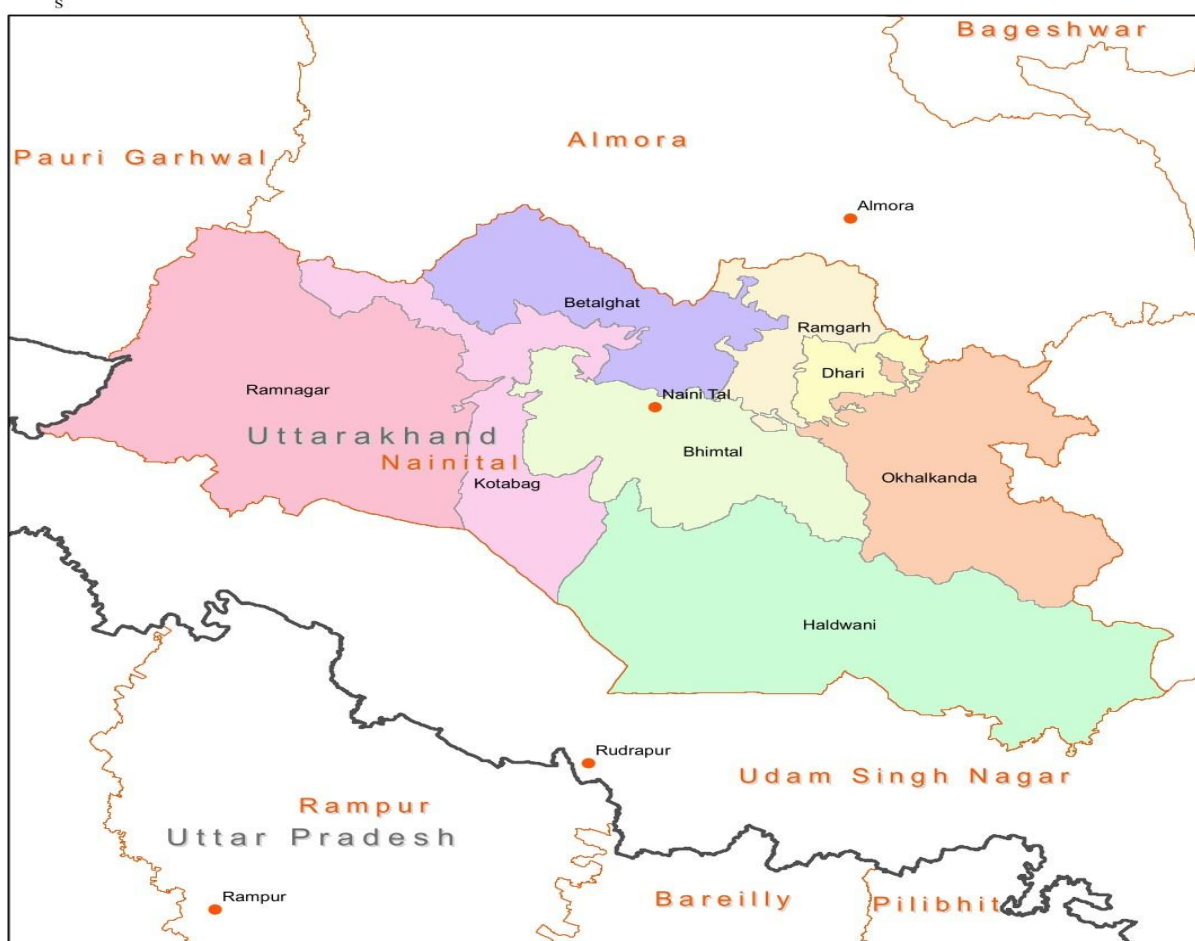 s
Bageshwar
Almora
Pauri Garhwal
Almora
Betalghat
Ramgarh
Dhari
Ramnagar
Naini Tal
Uttarakhand
Nainital
Bhimtal
Kotabag
Okhalkanda
Haldwani
Rudrapur
Udam Singh Nagar
Rampur
Uttar Pradesh
Rampur
Bareilly
Pilibhit